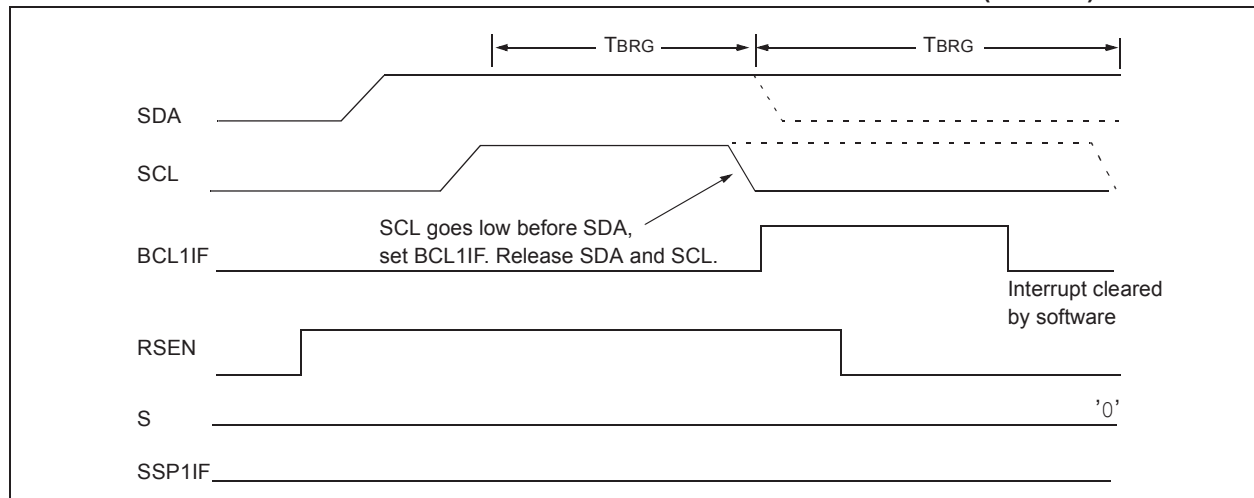 TBRG TBRG
SDA
SCL
SCL goes low before SDA,
set BCL1IF. Release SDA and SCL.
BCL1IF
Interrupt cleared
by software
RSEN
S
'0'
SSP1IF